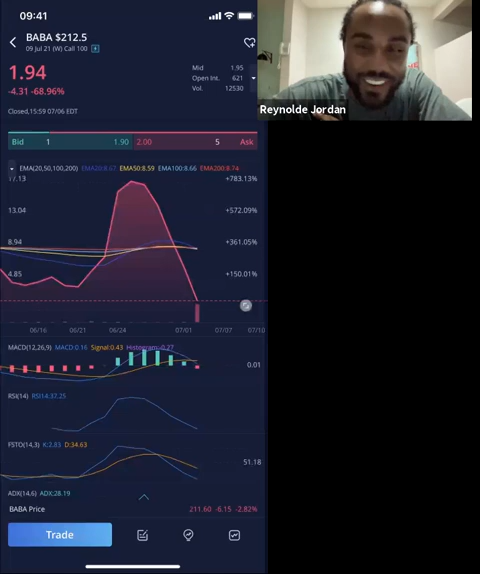 09:41
BABA $212.5
09 Jul 21 (W) Call 100
1.94
-4.31 -68.96%
Mid 1.95
Open Int. 621
Vol. 12530
Closed,15:59 07/06 EDT
Bid 1 1.90 2.00 5 Ask
EMA(20,50,100,200) EMA20:8.67 EMA50:8.59 EMA100:8.66 EMA200:8.74
17.13 +783.13%
13.04 +572.09%
8.94 +361.05%
4.85 +150.01%
06/16 06/21 06/24 07/01 07/07 07/10
MACD(12,26,9) MACD:0.16 Signal:0.43 Histogram:-0.27
0.01
RSI(14) RSI14:37.25
FSTO(14,3) K:2.83 D:34.63
51.18
ADX(14,6) ADX:28.19
BABA Price 211.60 -6.15 -2.82%
Trade
Reynolde Jordan